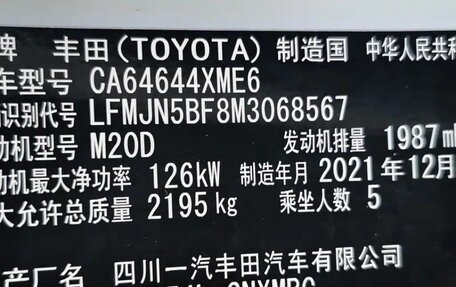 牌 丰田(TOYOTA) 制造国 中华人民共和
车型号 CA64644XME6
识别代号 LFMJN5BF8M3068567
动机型号 M20D 发动机排量 1987m
动机最大净功率 126kW 制造年月 2021年12月
大允许总质量 2195kg 乘坐人数 5
产厂名 四川一汽丰田汽车有限公司